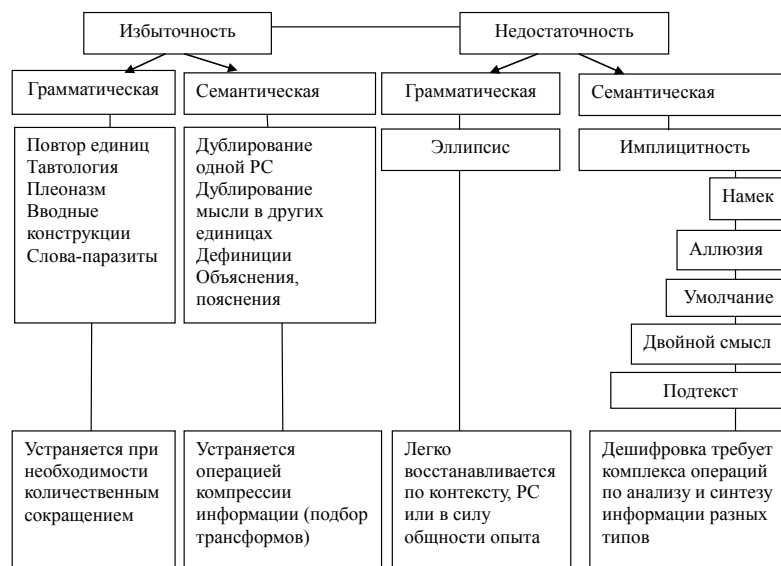 Избыточность
Недостаточность
Грамматическая
Семантическая
Грамматическая
Семантическая
Повтор единиц
Тавтология
Плеоназм
Вводные
конструкции
Слова-паразиты
Дублирование
одной РС
Дублирование
мысли в других
единицах
Дефиниции
Объяснения,
пояснения
Эллипсис
Имплицитность
Намек
Аллюзия
Умолчание
Двойной смысл
Подтекст
Устраняется при
необходимости
количественным
сокращением
Устраняется
операцией
компрессии
информации (подбор
трансформов)
Легко
восстанавливается
по контексту, РС
или в силу
общности опыта
Дешифровка требует
комплекса операций
по анализу и синтезу
информации разных
типов